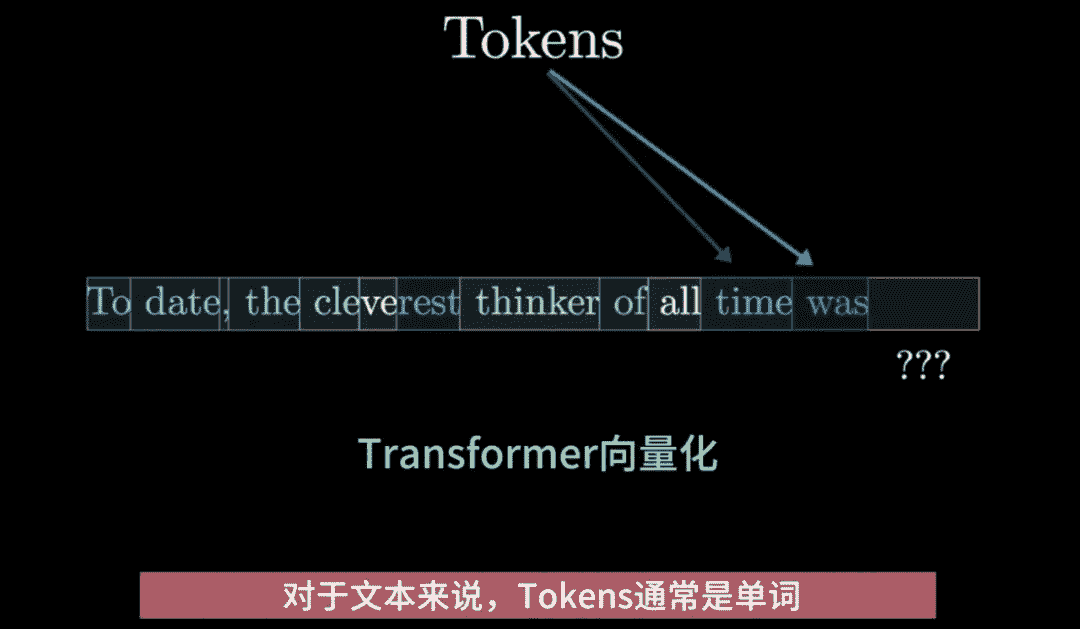 Tokens
To date, the cleverest thinker of all time was
???
Transformer向量化
对于文本来说，Tokens通常是单词